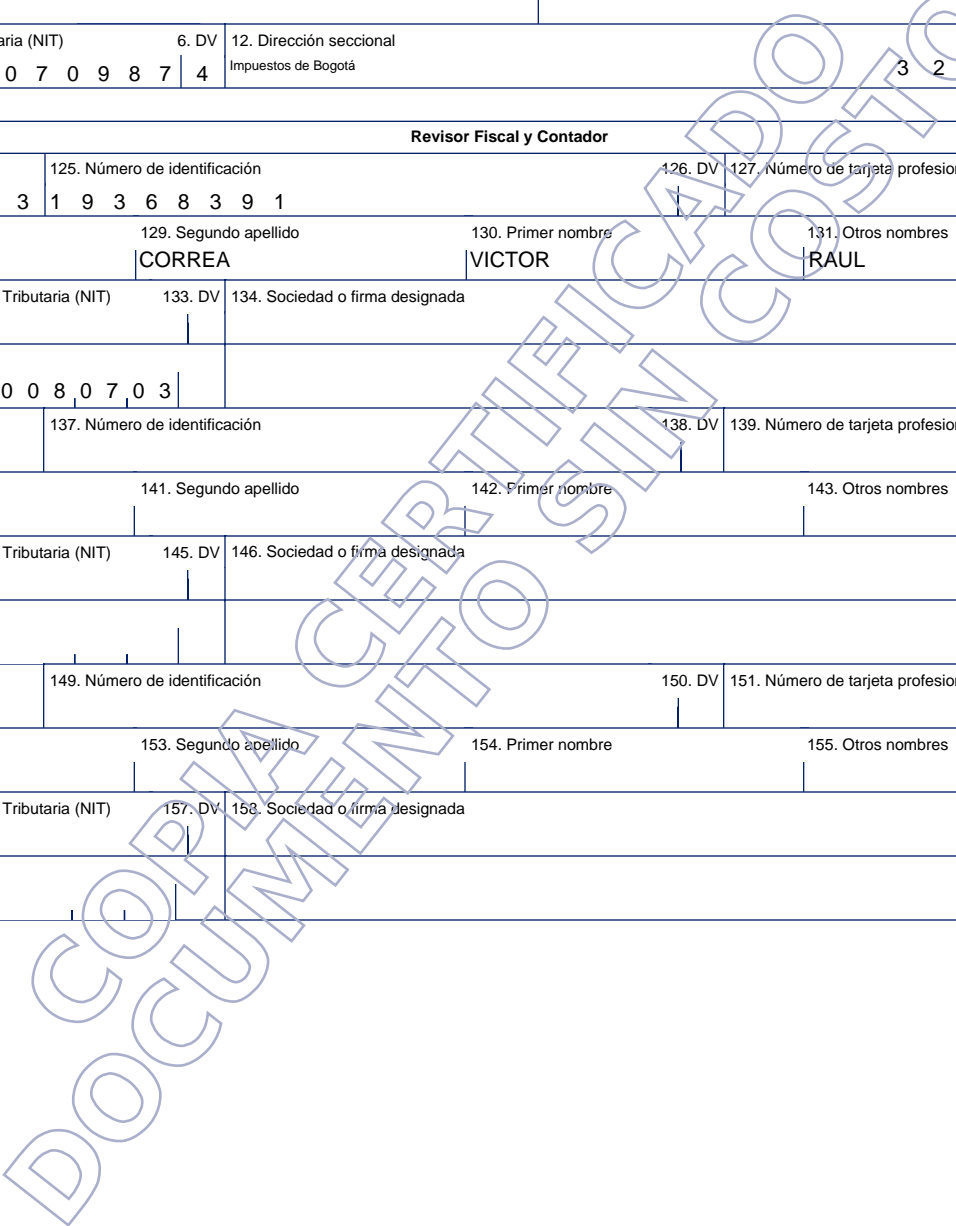 aria (NIT) 6. DV 12. Dirección seccional
0 7 0 9 8 7 4 Impuestos de Bogotá 3 2
Revisor Fiscal y Contador
125. Número de identificación 126. DV 127. Número de tarjeta profesion
3 1 9 3 6 8 3 9 1
129. Segundo apellido 130. Primer nombre 131. Otros nombres
CORREA VICTOR RAUL
Tributaria (NIT) 133. DV 134. Sociedad o firma designada
0 0 8 0 7 0 3
137. Número de identificación 138. DV 139. Número de tarjeta profesion
141. Segundo apellido 142. Primer nombre 143. Otros nombres
Tributaria (NIT) 145. DV 146. Sociedad o firma designada
149. Número de identificación 150. DV 151. Número de tarjeta profesion
153. Segundo apellido 154. Primer nombre 155. Otros nombres
Tributaria (NIT) 157. DV 158. Sociedad o firma designada
COPIA CERTIFICADO
DOCUMENTO SIN COSTO